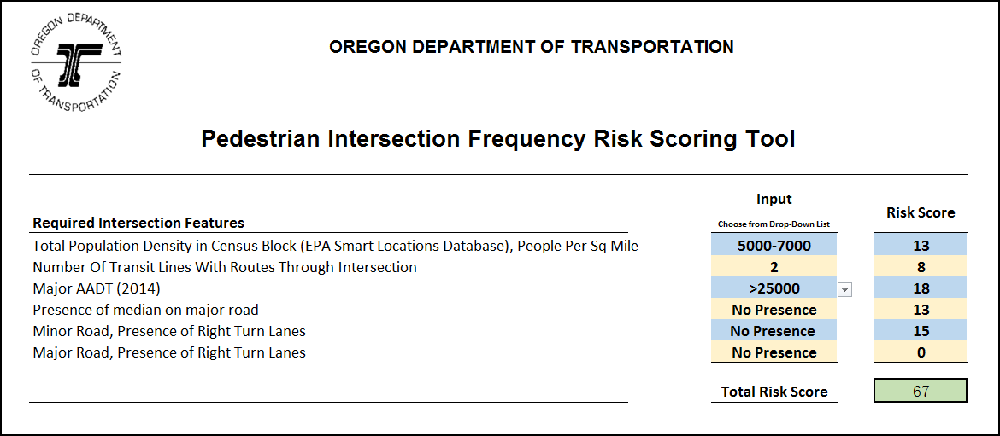 OREGON DEPARTMENT
OF TRANSPORTATION
OREGON DEPARTMENT OF TRANSPORTATION
Pedestrian Intersection Frequency Risk Scoring Tool
Required Intersection Features Input Choose from Drop-Down List Risk Score
Total Population Density in Census Block (EPA Smart Locations Database), People Per Sq Mile 5000-7000 13
Number Of Transit Lines With Routes Through Intersection 2 8
Major AADT (2014) >25000 18
Presence of median on major road No Presence 13
Minor Road, Presence of Right Turn Lanes No Presence 15
Major Road, Presence of Right Turn Lanes No Presence 0
Total Risk Score 67